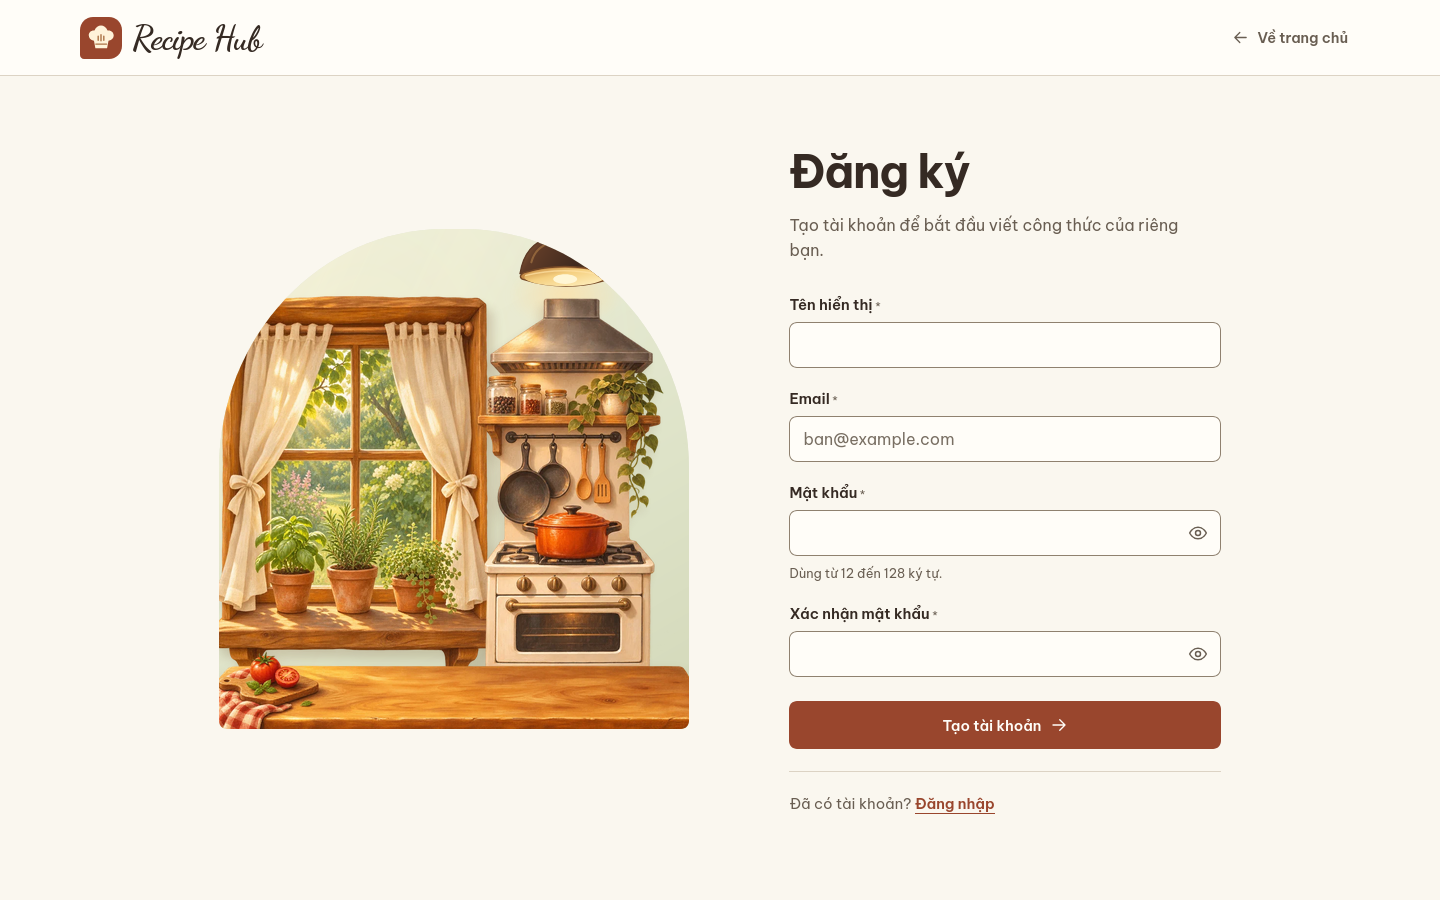 Recipe Hub
Về trang chủ
Đăng ký
Tạo tài khoản để bắt đầu viết công thức của riêng
bạn.
Tên hiển thị *
Email *
ban@example.com
Mật khẩu *
Dùng từ 12 đến 128 ký tự.
Xác nhận mật khẩu *
Tạo tài khoản
Đã có tài khoản? Đăng nhập